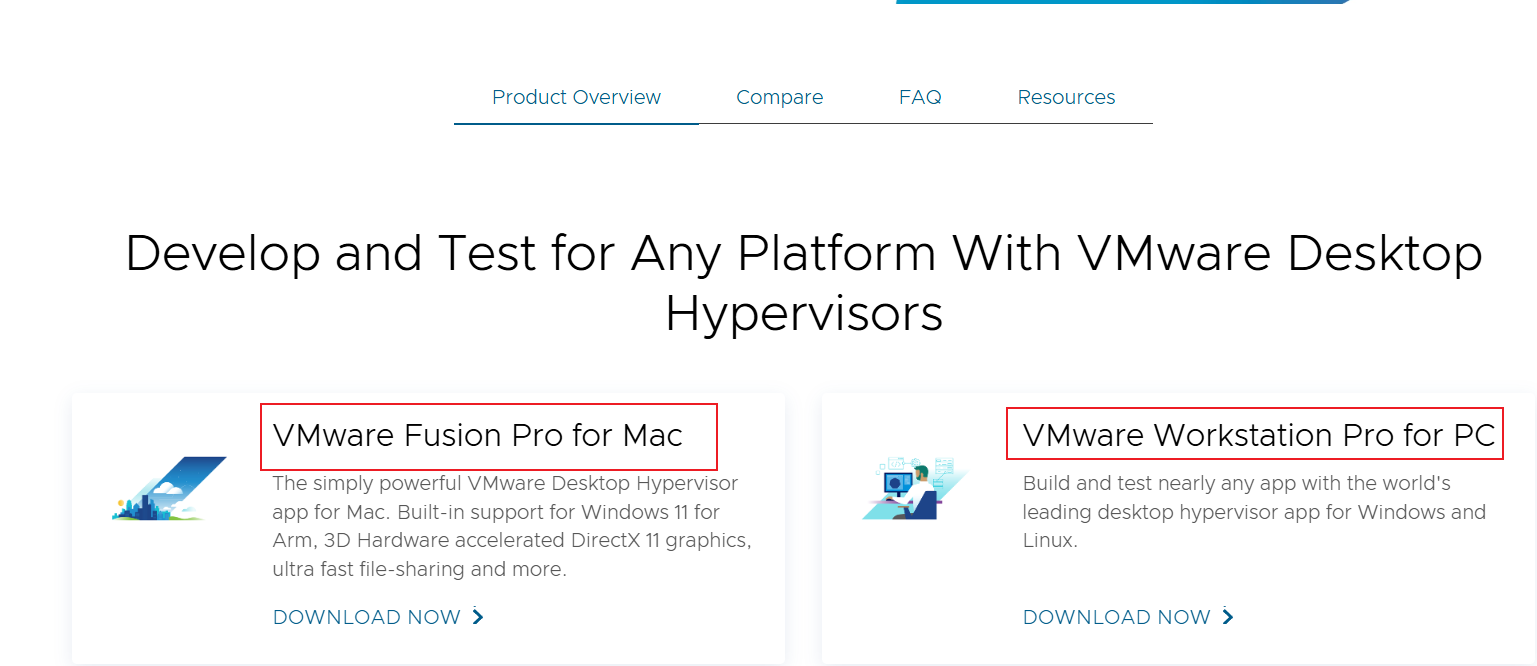 Product Overview Compare FAQ Resources
Develop and Test for Any Platform With VMware Desktop
Hypervisors
VMware Fusion Pro for Mac
The simply powerful VMware Desktop Hypervisor
app for Mac. Built-in support for Windows 11 for
Arm, 3D Hardware accelerated DirectX 11 graphics,
ultra fast file-sharing and more.
DOWNLOAD NOW
VMware Workstation Pro for PC
Build and test nearly any app with the world's
leading desktop hypervisor app for Windows and
Linux.
DOWNLOAD NOW